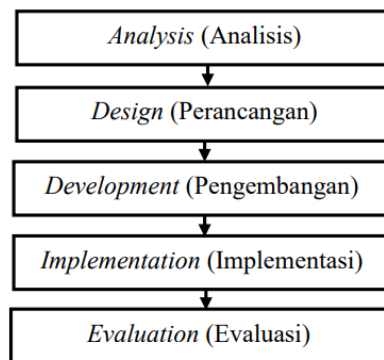 Analysis (Analisis)
Design (Perancangan)
Development (Pengembangan)
Implementation (Implementasi)
Evaluation (Evaluasi)